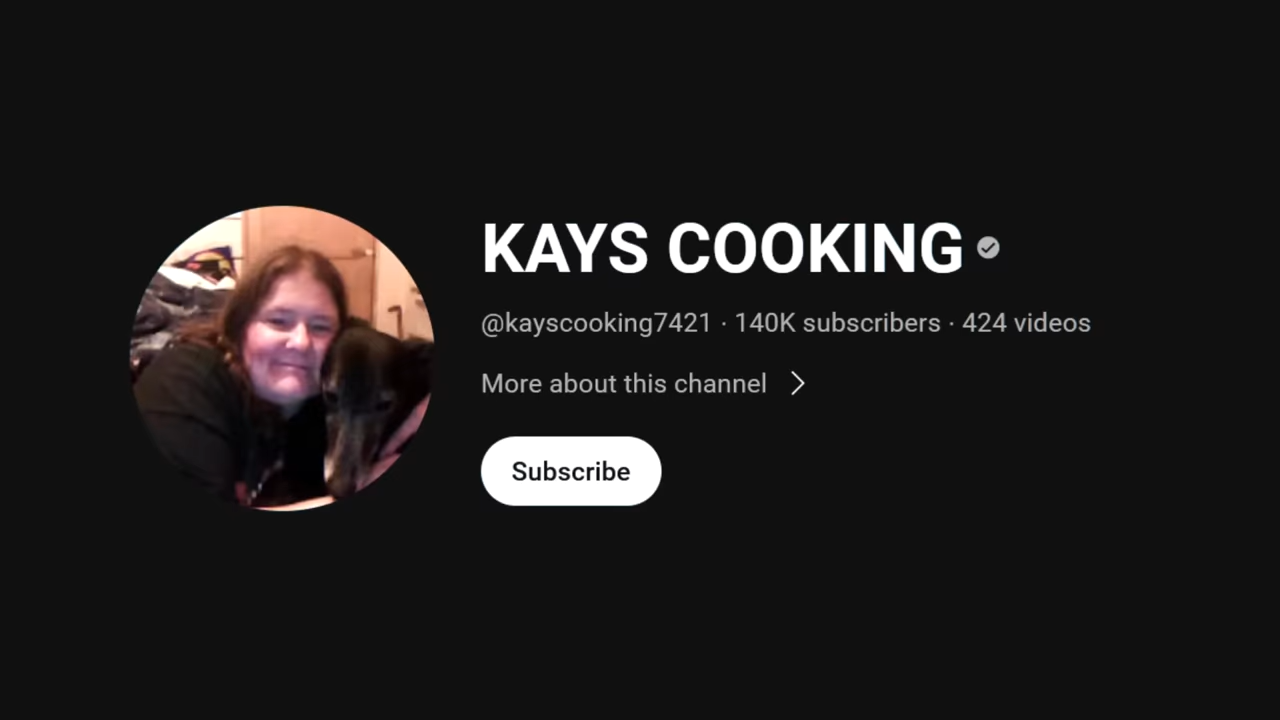 KAYS COOKING
@kayscooking7421 · 140K subscribers · 424 videos
More about this channel
Subscribe